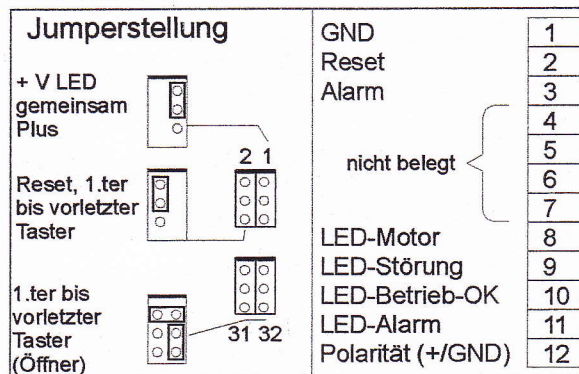 Jumperstellung
+ V LED
gemeinsam
Plus
2 1
Reset, 1.ter
bis vorletzter
Taster
1.ter bis
vorletzter
Taster
(Öffner)
31 32
GND 1
Reset 2
Alarm 3
4
5
nicht belegt
6
7
LED-Motor 8
LED-Störung 9
LED-Betrieb-OK 10
LED-Alarm 11
Polarität (+/GND) 12